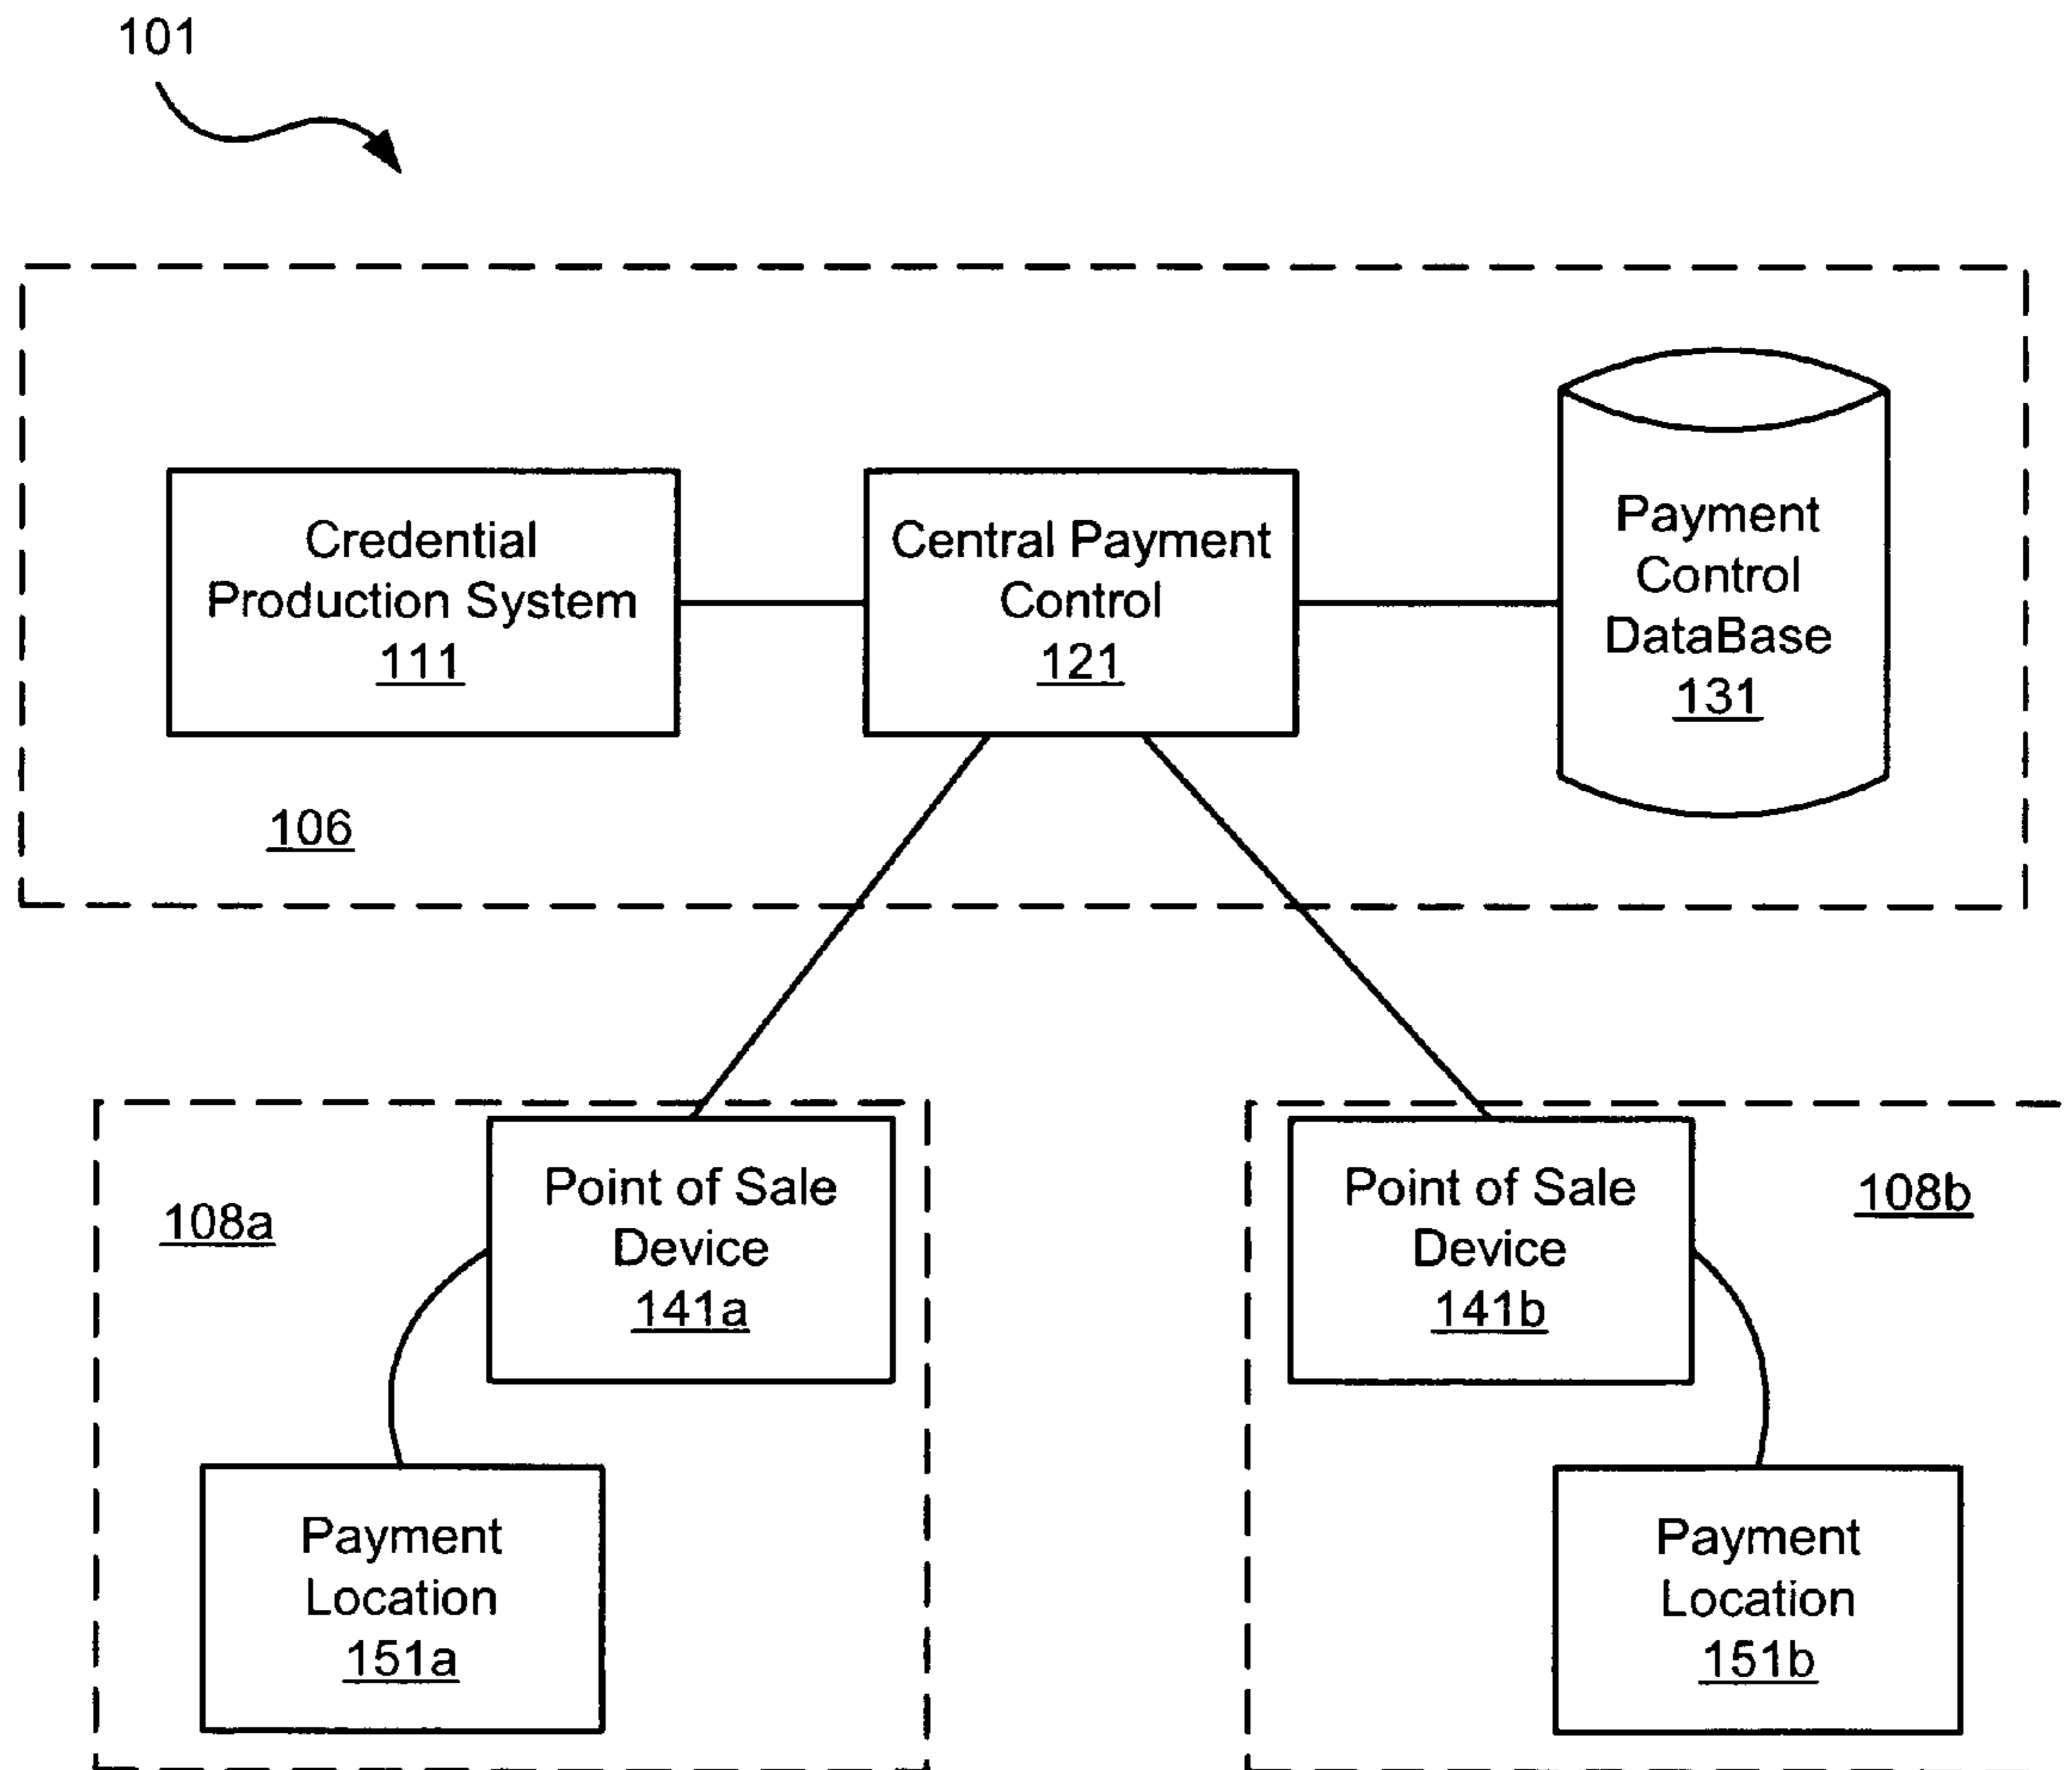 101
Credential
Production System
111
Central Payment
Control
121
Payment
Control
DataBase
131
106
108a
Point of Sale
Device
141a
Payment
Location
151a
Point of Sale
Device
141b
108b
Payment
Location
151b